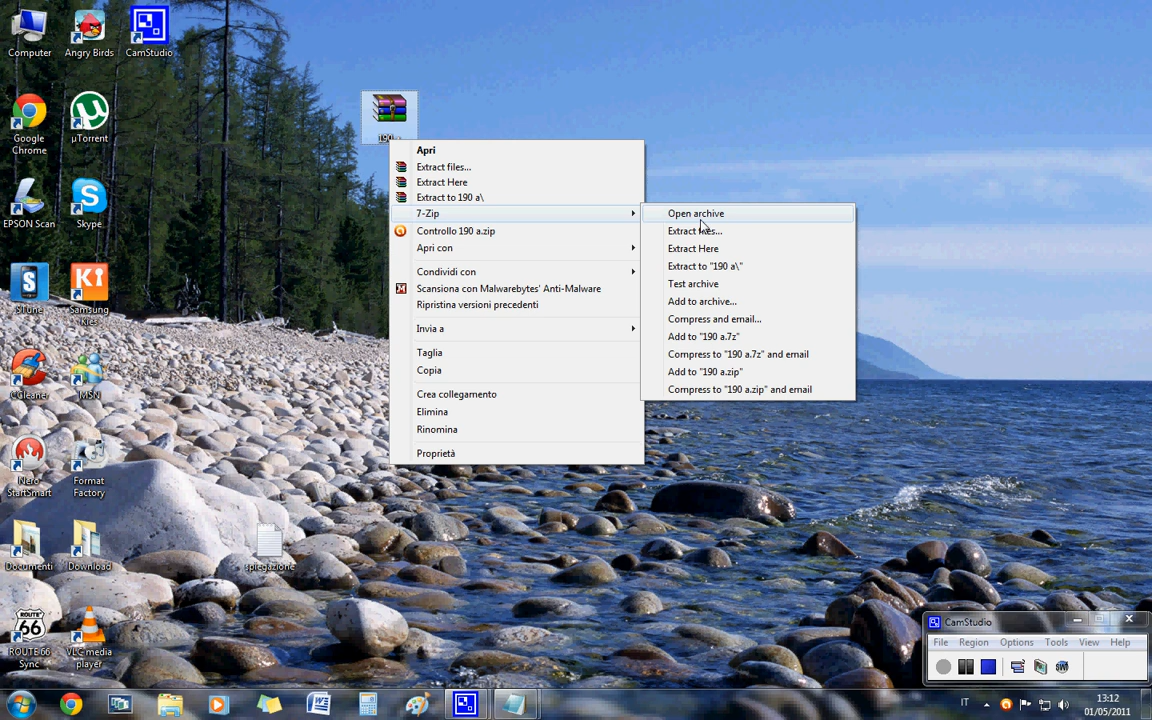 Computer
Angry Birds
CamStudio
Google
Chrome
µTorrent
EPSON Scan
Skype
STune
Samsung
Kies
CCleaner
MSN
Nero
StartSmart
Format
Factory
Documenti
Download
ROUTE 66
Sync
VLC media
player
spiegazione
190 a
Apri
Extract files...
Extract Here
Extract to 190 a\
7-Zip
Controllo 190 a.zip
Apri con
Condividi con
Scansiona con Malwarebytes' Anti-Malware
Ripristina versioni precedenti
Invia a
Taglia
Copia
Crea collegamento
Elimina
Rinomina
Proprietà
Open archive
Extract files...
Extract Here
Extract to "190 a\"
Test archive
Add to archive...
Compress and email...
Add to "190 a.7z"
Compress to "190 a.7z" and email
Add to "190 a.zip"
Compress to "190 a.zip" and email
CamStudio
File Region Options Tools View Help
IT
13:12
01/05/2011